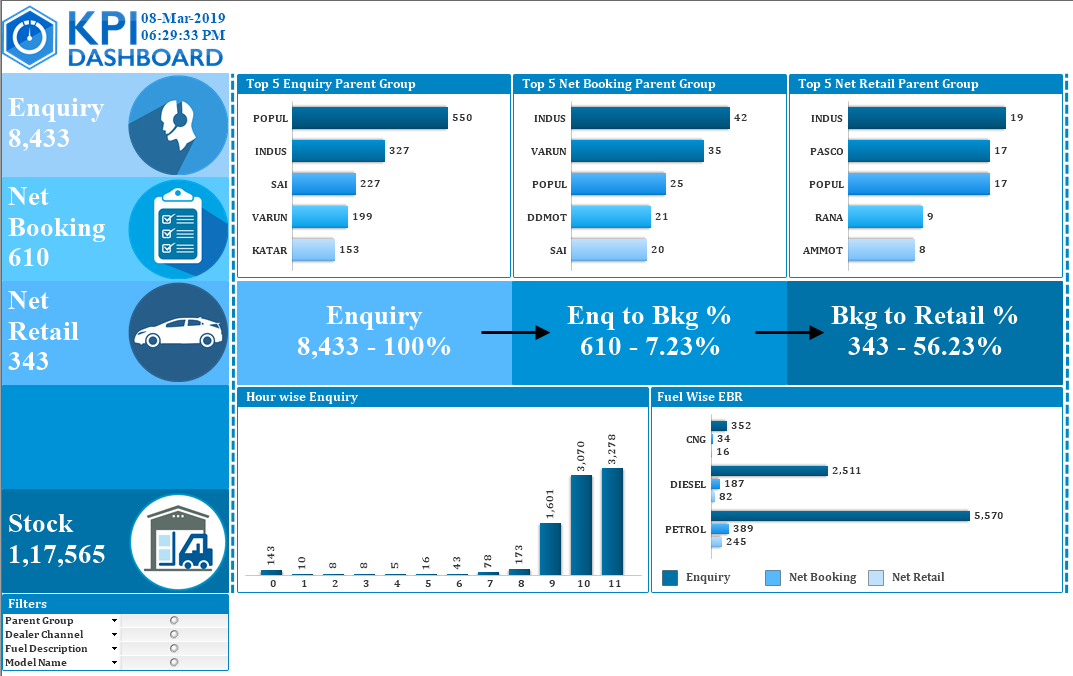 KPI
08-Mar-2019
06:29:33 PM
DASHBOARD
Enquiry
8,433
Net
Booking
610
Net
Retail
343
Stock
1,17,565
Filters
Parent Group
Dealer Channel
Fuel Description
Model Name
Top 5 Enquiry Parent Group
POPUL 550
INDUS 327
SAI 227
VARUN 199
KATAR 153
Top 5 Net Booking Parent Group
INDUS 42
VARUN 35
POPUL 25
DDMOT 21
SAI 20
Top 5 Net Retail Parent Group
INDUS 19
PASCO 17
POPUL 17
RANA 9
AMMOT 8
Enquiry
8,433 - 100%
Enq to Bkg %
610 - 7.23%
Bkg to Retail %
343 - 56.23%
Hour wise Enquiry
143 10 8 8 5 16 43 78 173 1,601 3,070 3,278
0 1 2 3 4 5 6 7 8 9 10 11
Fuel Wise EBR
352
CNG 34
16
2,511
DIESEL 187
82
5,570
PETROL 389
245
Enquiry Net Booking Net Retail